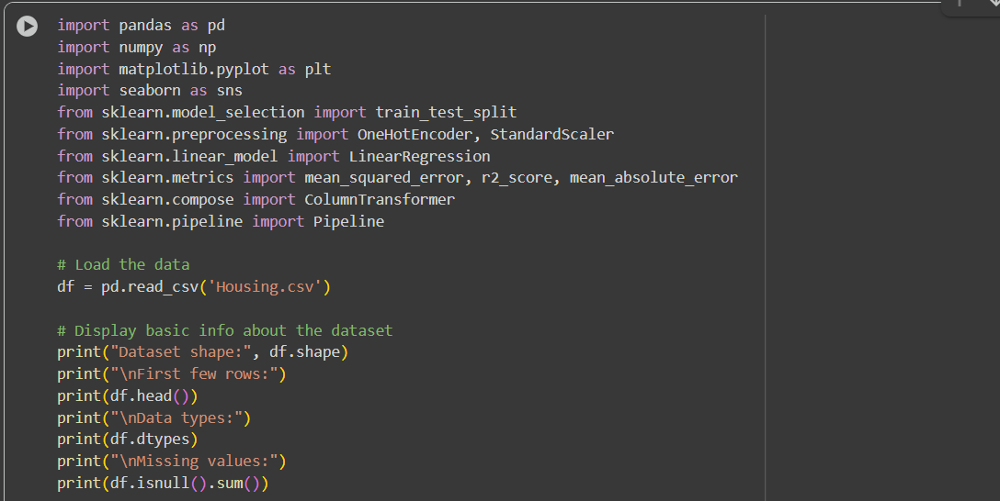 import pandas as pd
import numpy as np
import matplotlib.pyplot as plt
import seaborn as sns
from sklearn.model_selection import train_test_split
from sklearn.preprocessing import OneHotEncoder, StandardScaler
from sklearn.linear_model import LinearRegression
from sklearn.metrics import mean_squared_error, r2_score, mean_absolute_error
from sklearn.compose import ColumnTransformer
from sklearn.pipeline import Pipeline

# Load the data
df = pd.read_csv('Housing.csv')

# Display basic info about the dataset
print("Dataset shape:", df.shape)
print("\nFirst few rows:")
print(df.head())
print("\nData types:")
print(df.dtypes)
print("\nMissing values:")
print(df.isnull().sum())